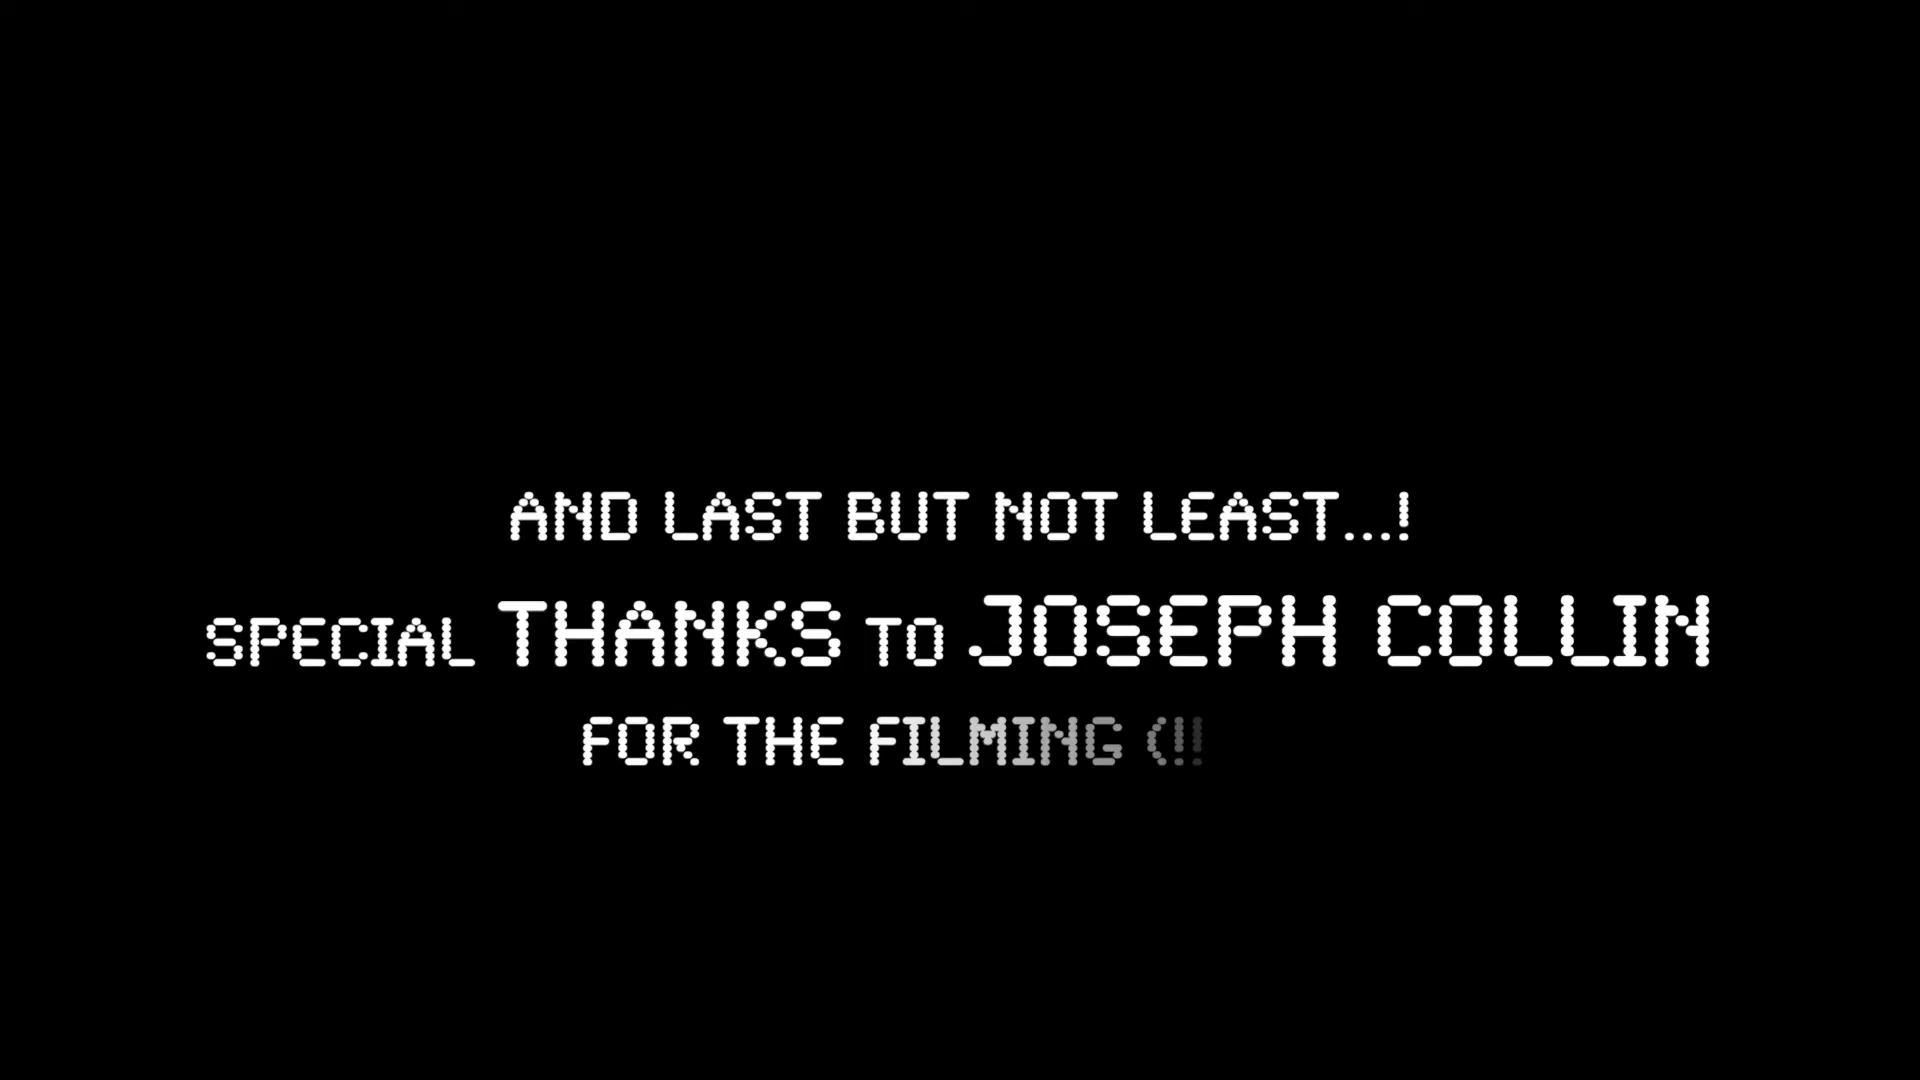 AND LAST BUT NOT LEAST...!
SPECIAL THANKS TO JOSEPH COLLIN
FOR THE FILMING (!!